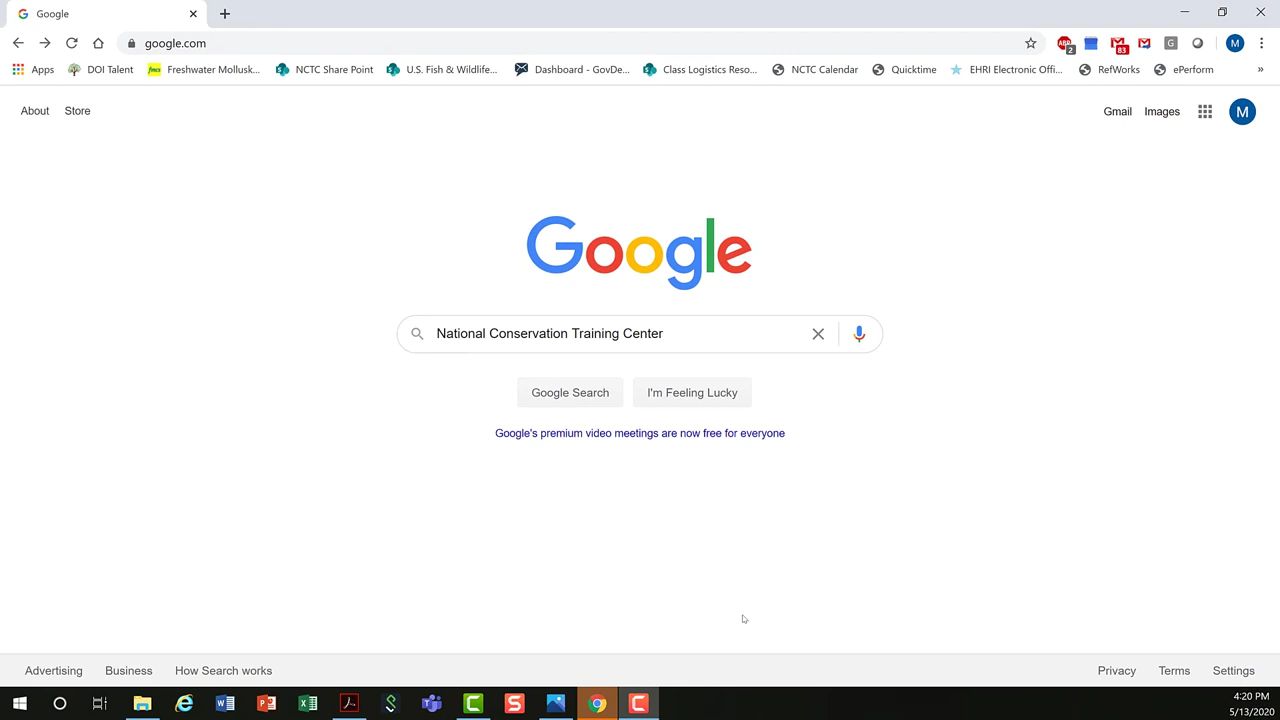 Google
google.com
2
83
G
M
Apps
DOI Talent
fmcs
Freshwater Mollusk...
NCTC Share Point
U.S. Fish & Wildlife...
Dashboard - GovDe...
Class Logistics Reso...
NCTC Calendar
Quicktime
EHRI Electronic Offi...
RefWorks
ePerform
»
About
Store
Gmail
Images
M
Google
National Conservation Training Center
Google Search
I'm Feeling Lucky
Google's premium video meetings are now free for everyone
Advertising
Business
How Search works
Privacy
Terms
Settings
4:20 PM
5/13/2020